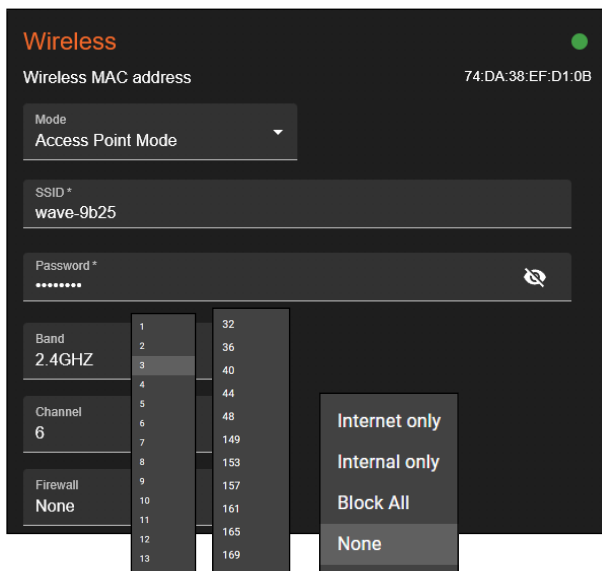 Wireless
Wireless MAC address 74:DA:38:EF:D1:0B
Mode
Access Point Mode
SSID *
wave-9b25
Password *
••••••••
Band
2.4GHZ
Channel
6
Firewall
None
1
2
3
4
5
6
7
8
9
10
11
12
13
32
36
40
44
48
149
153
157
161
165
169
Internet only
Internal only
Block All
None